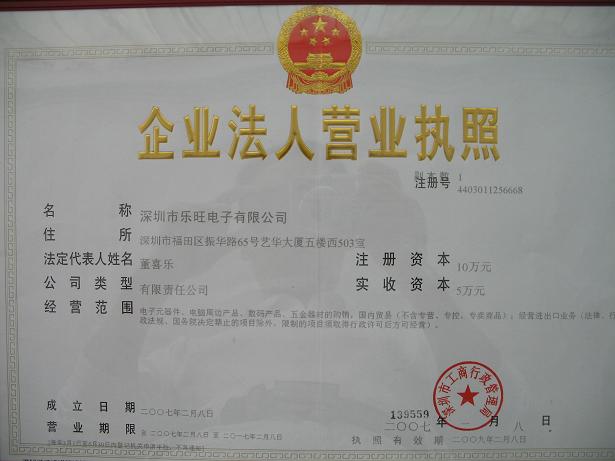 企业法人营业执照
副本数 1
注册号 4403011256668
名称 深圳市乐旺电子有限公司
住所 深圳市福田区振华路65号艺华大厦五楼西503室
法定代表人姓名 董喜乐
注册资本 10万元
公司类型 有限责任公司
实收资本 5万元
经营范围 电子元器件、电脑周边产品、数码产品、五金器材的购销，国内贸易（不含专营、专控、专卖商品）；经营进出口业务（法律、行
政法规、国务院决定禁止的项目除外，限制的项目须取得行政许可后方可经营）。
深圳市工商行政管理局
139559
成立日期 二〇〇七年二月八日
二〇〇七年 月八日
营业期限 自二〇〇七年二月八日至二〇一七年二月八日
执照有效期 二〇〇九年二月八日